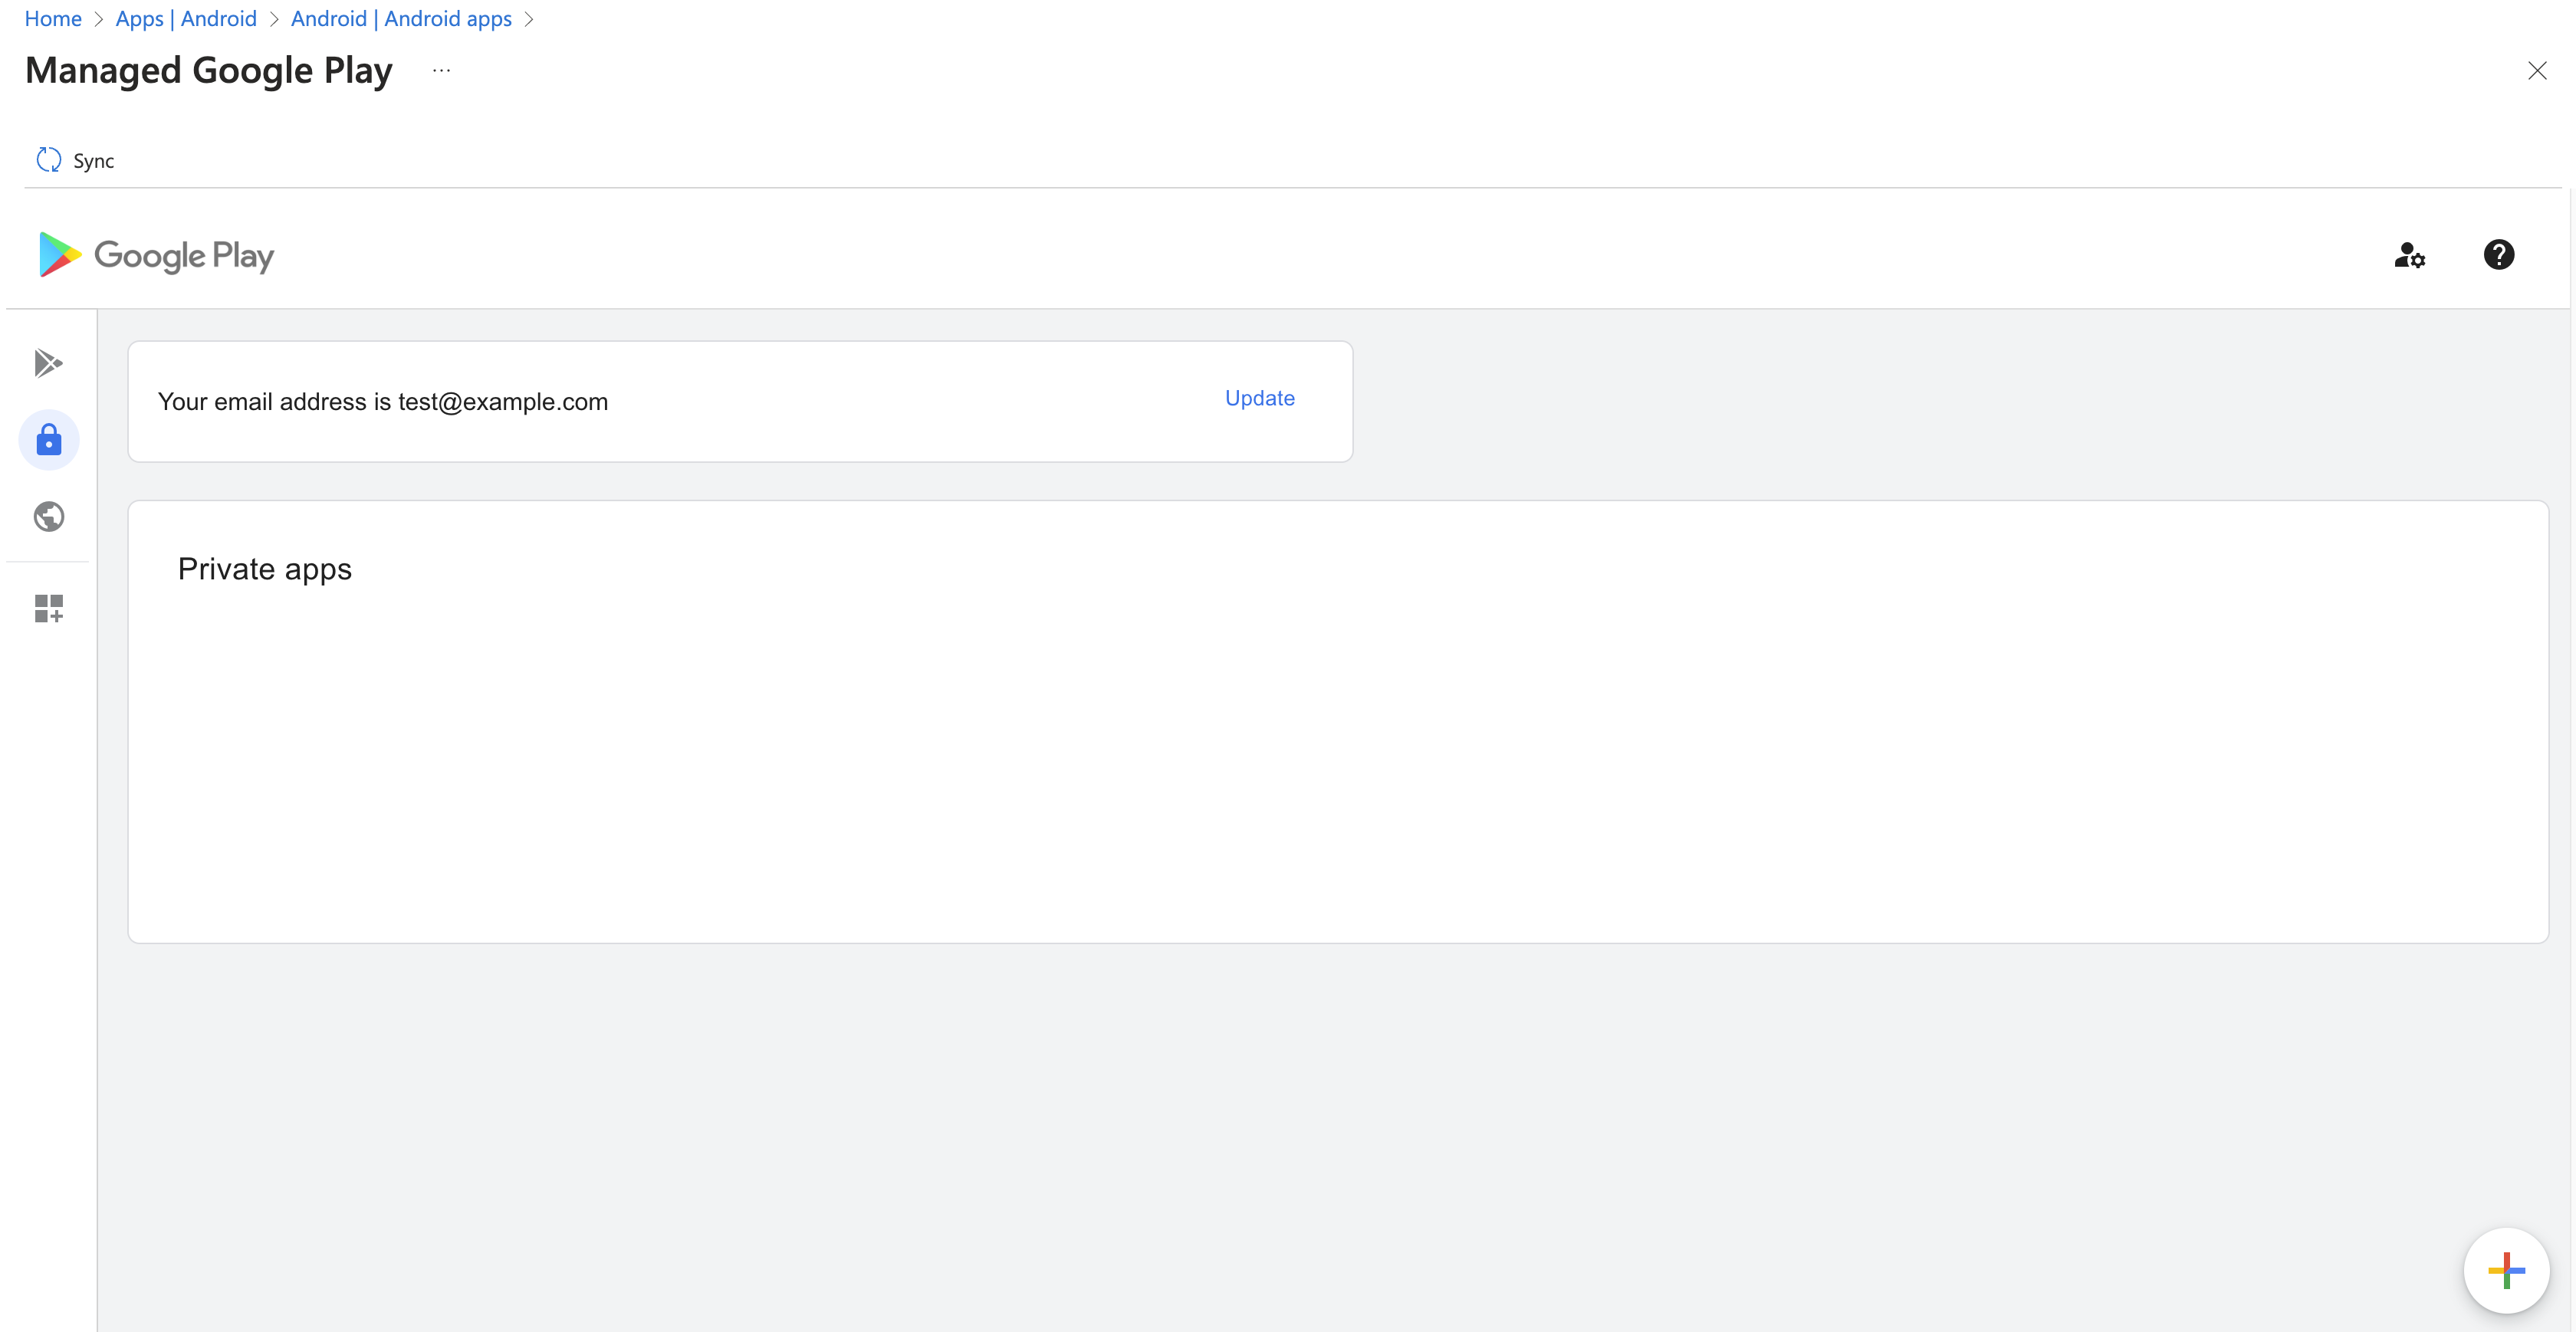 Home > Apps | Android > Android | Android apps >
Managed Google Play ...
Sync
Google Play
Your email address is test@example.com
Update
Private apps